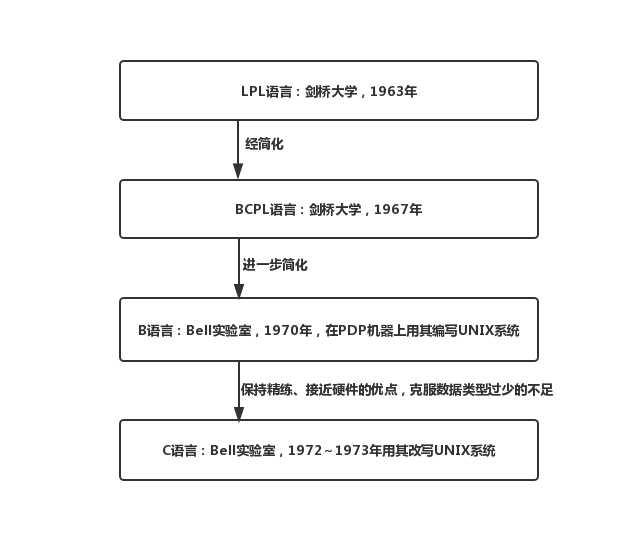 LPL语言：剑桥大学，1963年
经简化
BCPL语言：剑桥大学，1967年
进一步简化
B语言：Bell实验室，1970年，在PDP机器上用其编写UNIX系统
保持精练、接近硬件的优点，克服数据类型过少的不足
C语言：Bell实验室，1972～1973年用其改写UNIX系统